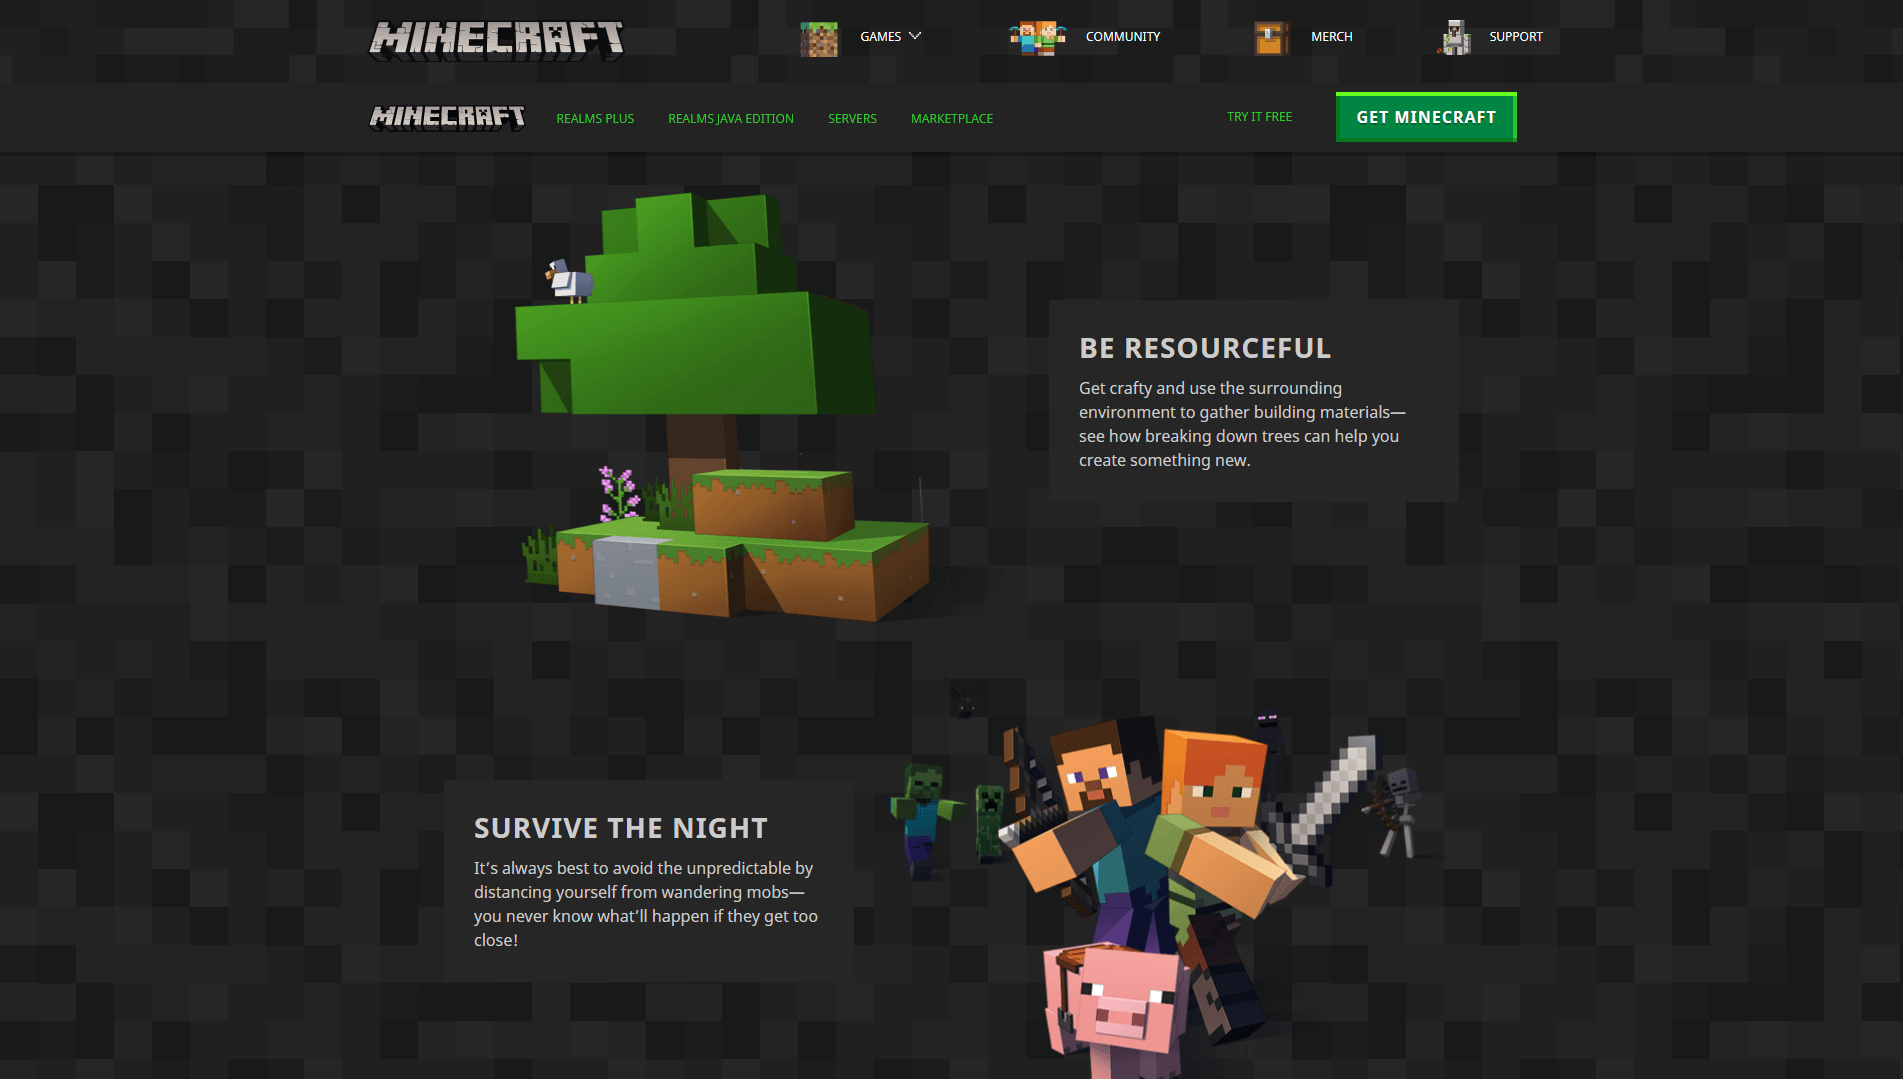 MINECRAFT
GAMES
COMMUNITY
MERCH
SUPPORT
MINECRAFT
REALMS PLUS
REALMS JAVA EDITION
SERVERS
MARKETPLACE
TRY IT FREE
GET MINECRAFT
BE RESOURCEFUL
Get crafty and use the surrounding
environment to gather building materials—
see how breaking down trees can help you
create something new.
SURVIVE THE NIGHT
It’s always best to avoid the unpredictable by
distancing yourself from wandering mobs—
you never know what’ll happen if they get too
close!